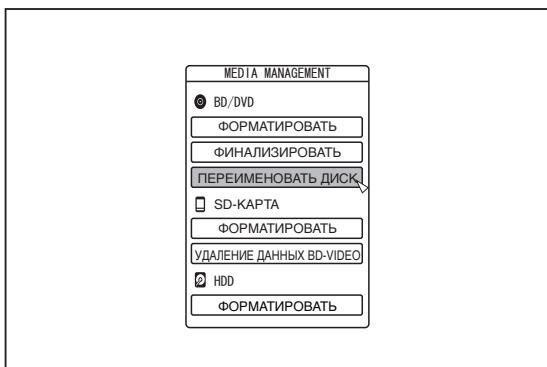 MEDIA MANAGEMENT
BD/DVD
ФОРМАТИРОВАТЬ
ФИНАЛИЗИРОВАТЬ
ПЕРЕИМЕНОВАТЬ ДИСК
SD-КАРТА
ФОРМАТИРОВАТЬ
УДАЛЕНИЕ ДАННЫХ BD-VIDEO
HDD
ФОРМАТИРОВАТЬ